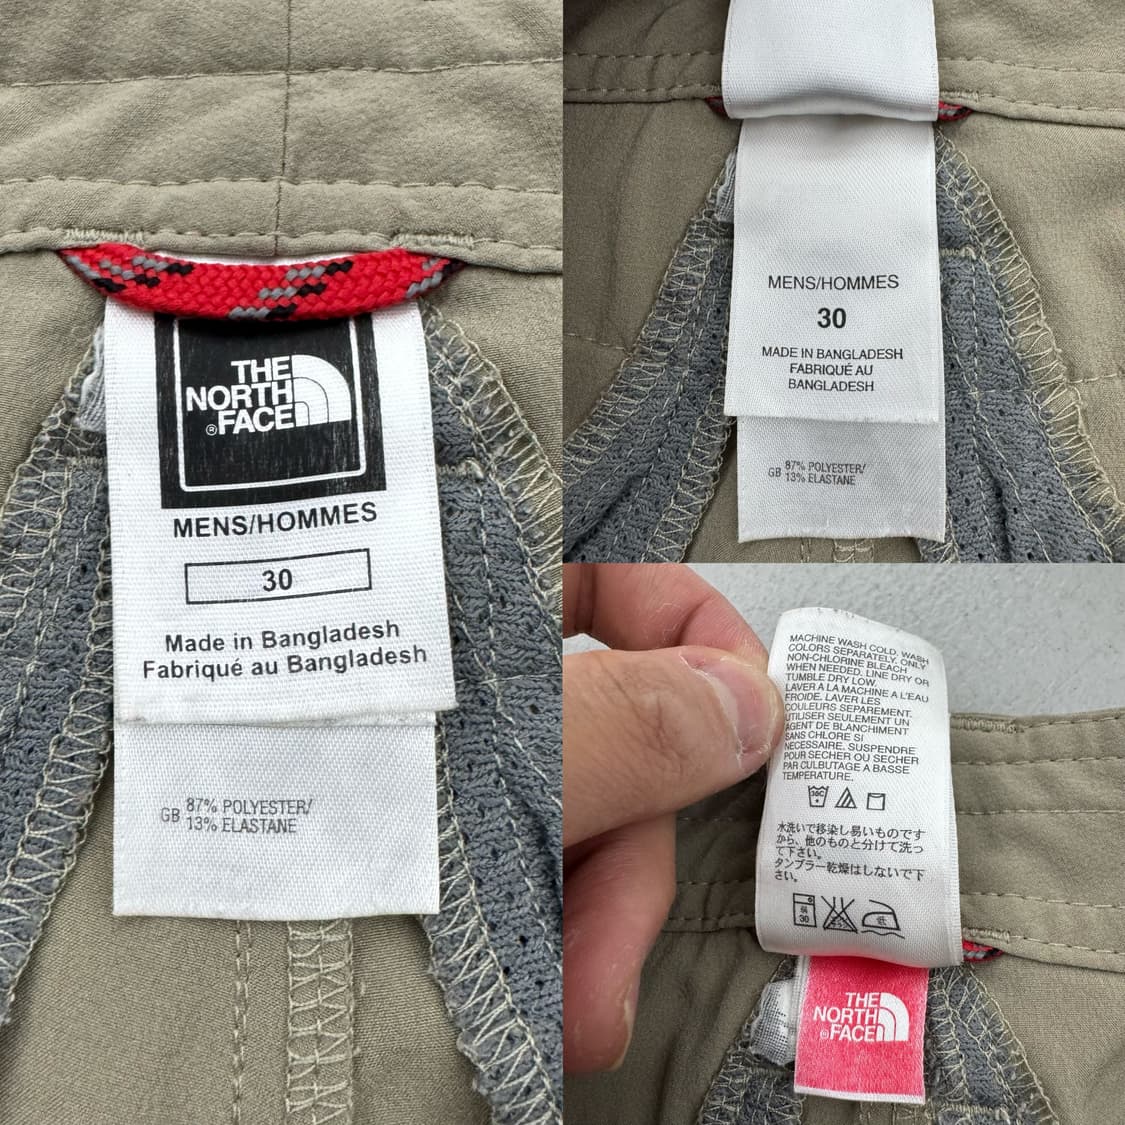 THE
NORTH
FACE
®
MENS/HOMMES
30
Made in Bangladesh
Fabriqué au Bangladesh
GB 87% POLYESTER/
13% ELASTANE
MENS/HOMMES
30
MADE IN BANGLADESH
FABRIQUÉ AU
BANGLADESH
GB 87% POLYESTER/
13% ELASTANE
MACHINE WASH COLD. WASH
COLORS SEPARATELY. ONLY
NON-CHLORINE BLEACH
WHEN NEEDED. LINE DRY OR
TUMBLE DRY LOW.
LAVER A LA MACHINE A L'EAU
FROIDE. LAVER LES
COULEURS SEPAREMENT.
UTILISER SEULEMENT UN
AGENT DE BLANCHIMENT
SANS CHLORE SI
NECESSAIRE. SUSPENDRE
POUR SECHER OU SECHER
PAR CULBUTAGE A BASSE
TEMPERATURE.
30C
水洗いで移染し易いものです
から、他のものと分けて洗っ
て下さい。
タンブラー乾燥はしないで下
さい。
弱
30
低
THE
NORTH
FACE
®